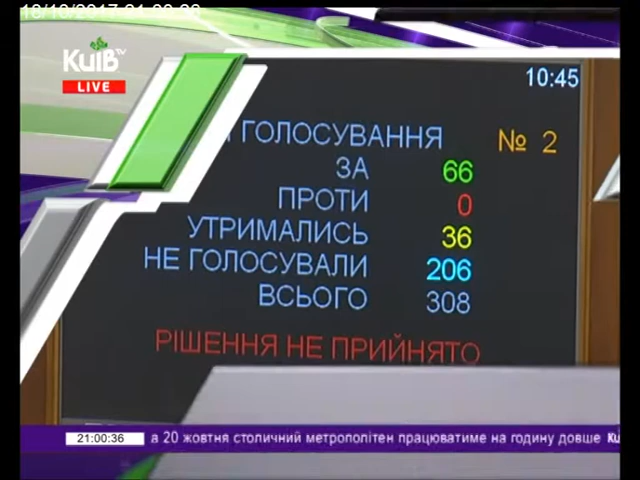 КиїВ TV
LIVE
10:45
ГОЛОСУВАННЯ № 2
ЗА 66
ПРОТИ 0
УТРИМАЛИСЬ 36
НЕ ГОЛОСУВАЛИ 206
ВСЬОГО 308
РІШЕННЯ НЕ ПРИЙНЯТО
21:00:36 а 20 жовтня столичний метрополітен працюватиме на годину довше